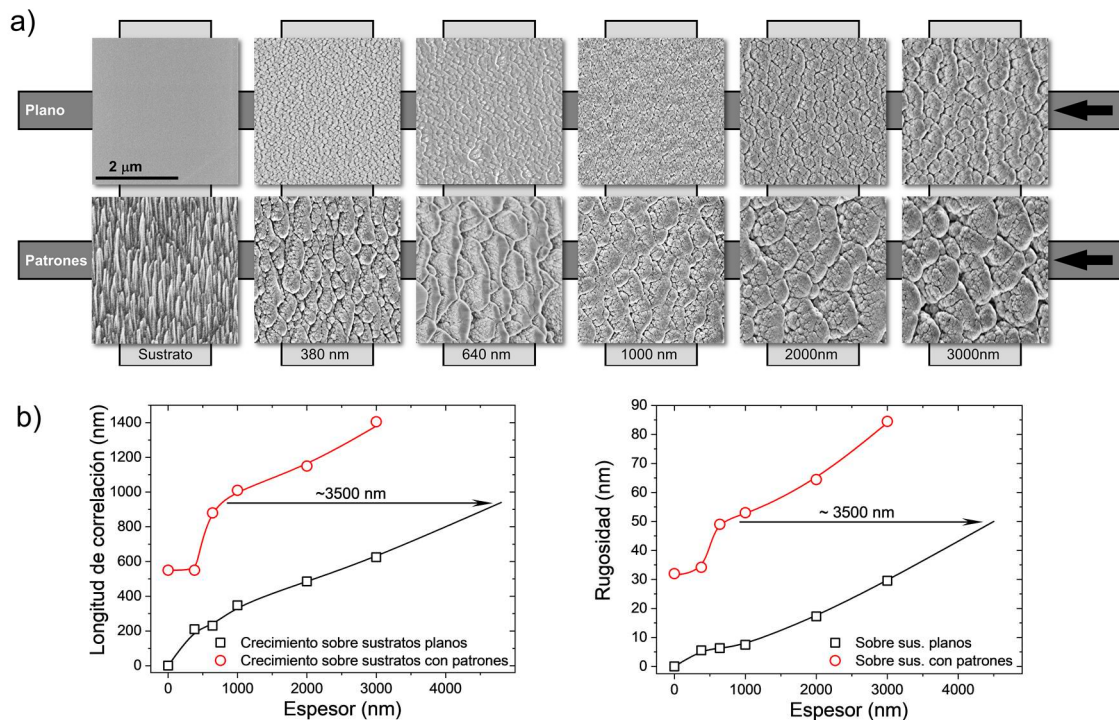 a)
Plano
2 μm
Patrones
Sustrato
380 nm
640 nm
1000 nm
2000nm
3000nm
b)
Longitud de correlación (nm)
1400
1200
1000
800
600
400
200
0
~3500 nm
Crecimiento sobre sustratos planos
Crecimiento sobre sustratos con patrones
0
1000
2000
3000
4000
Espesor (nm)
Rugosidad (nm)
90
80
70
60
50
40
30
20
10
0
~ 3500 nm
Sobre sus. planos
Sobre sus. con patrones
0
1000
2000
3000
4000
Espesor (nm)